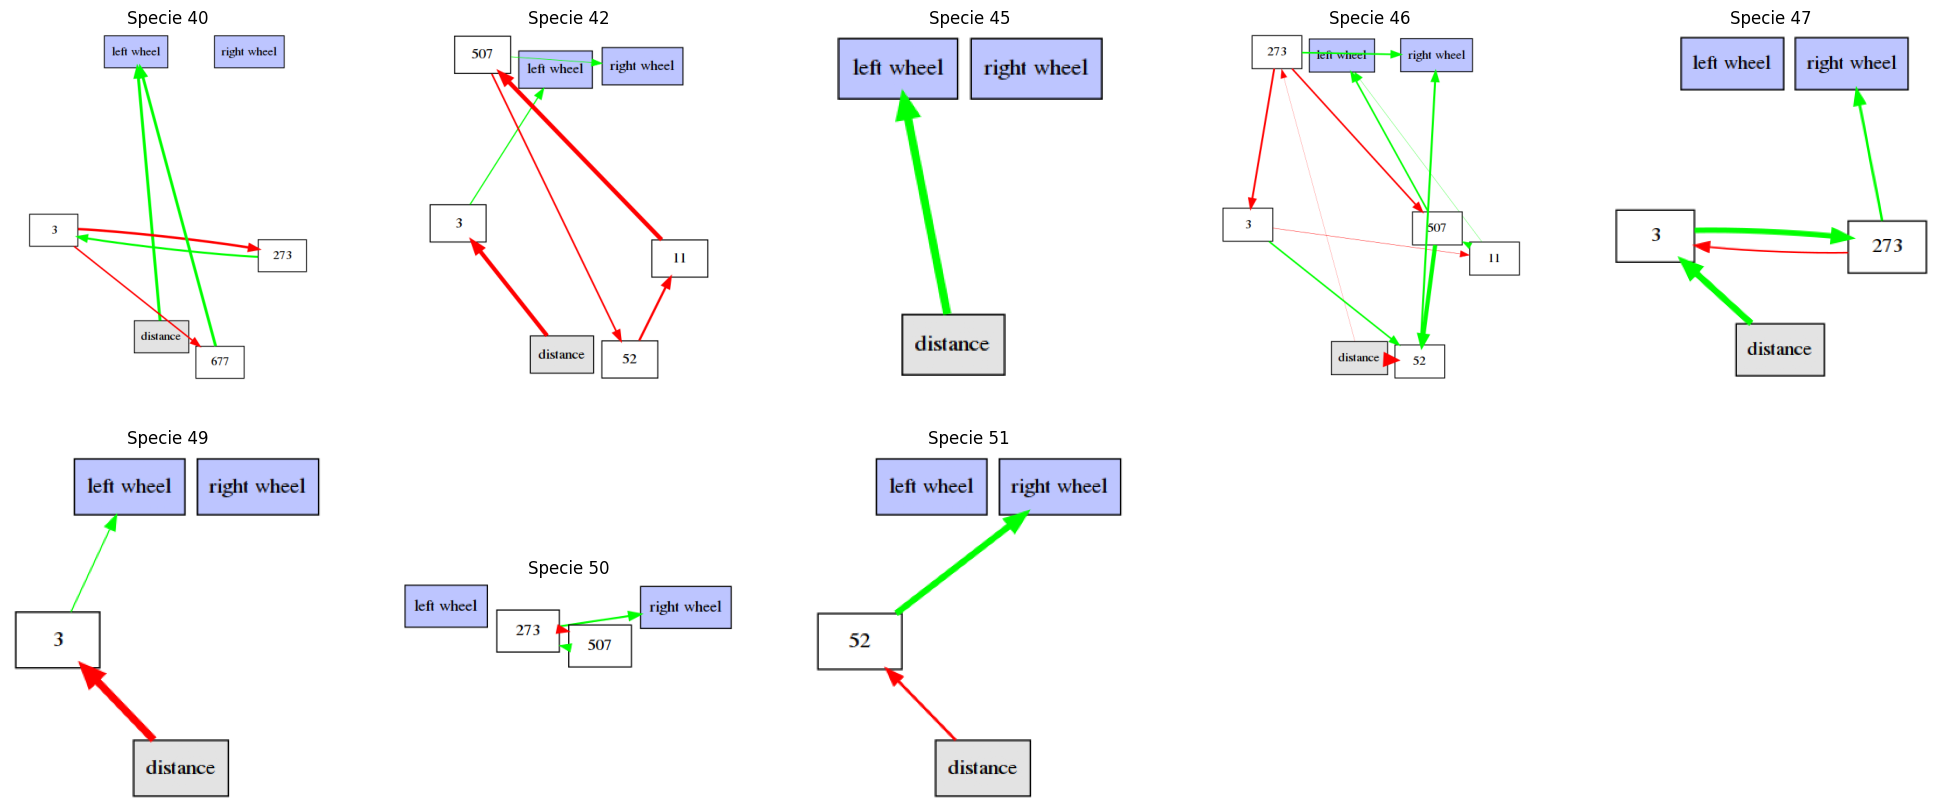 Specie 40
left wheel
right wheel
3
273
distance
677
Specie 42
507
left wheel
right wheel
3
11
distance
52
Specie 45
left wheel
right wheel
distance
Specie 46
273
left wheel
right wheel
3
507
11
distance
52
Specie 47
left wheel
right wheel
3
273
distance
Specie 49
left wheel
right wheel
3
distance
Specie 50
left wheel
273
507
right wheel
Specie 51
left wheel
right wheel
52
distance